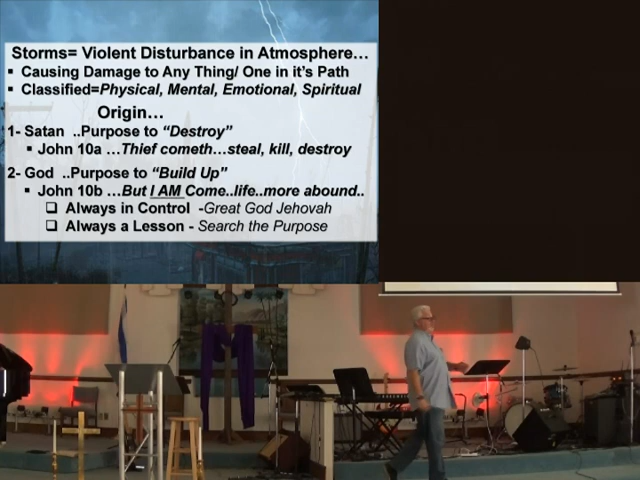 Storms= Violent Disturbance in Atmosphere…
▪ Causing Damage to Any Thing/ One in it's Path
▪ Classified=Physical, Mental, Emotional, Spiritual
Origin…
1- Satan ..Purpose to “Destroy”
▪ John 10a …Thief cometh…steal, kill, destroy
2- God ..Purpose to “Build Up”
▪ John 10b …But I AM Come..life..more abound..
❑ Always in Control -Great God Jehovah
❑ Always a Lesson - Search the Purpose